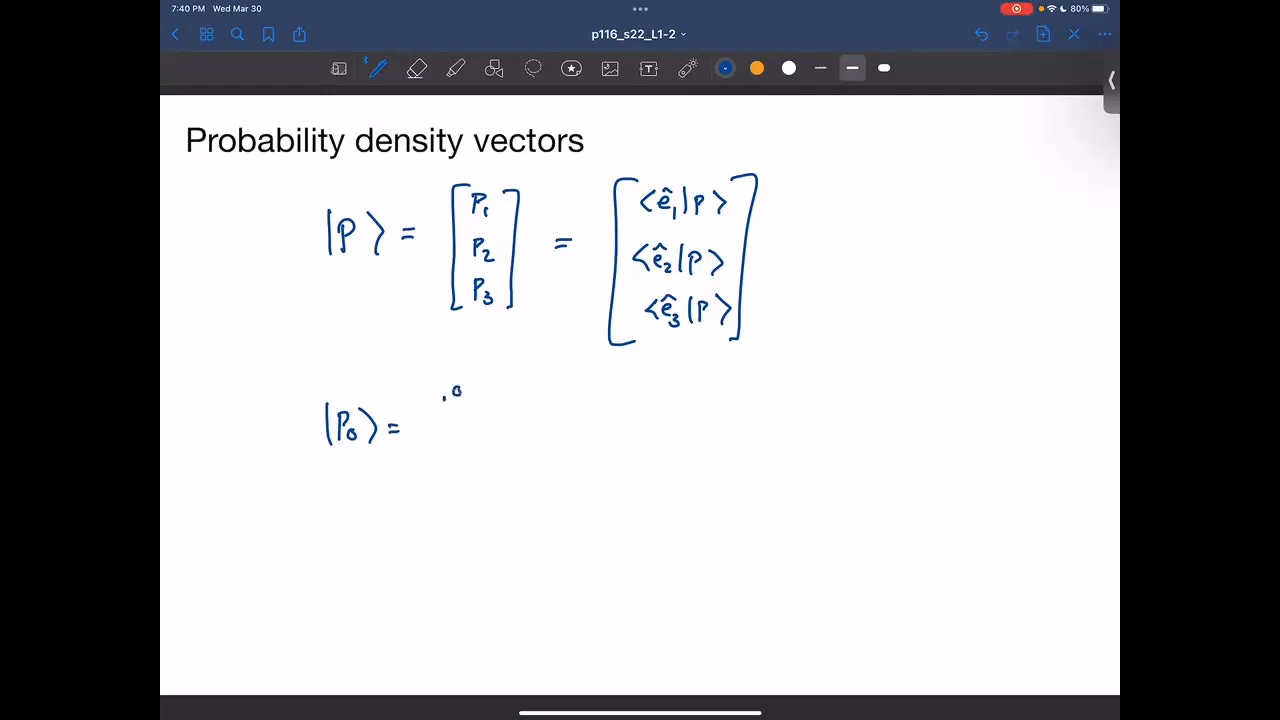 7:40 PM Wed Mar 30
80%
p116_s22_L1-2
Probability density vectors
|P⟩ = [P₁ P₂ P₃] = [<ê₁|P> <ê₂|P> <ê₃|P>]
|P₀⟩ = .0